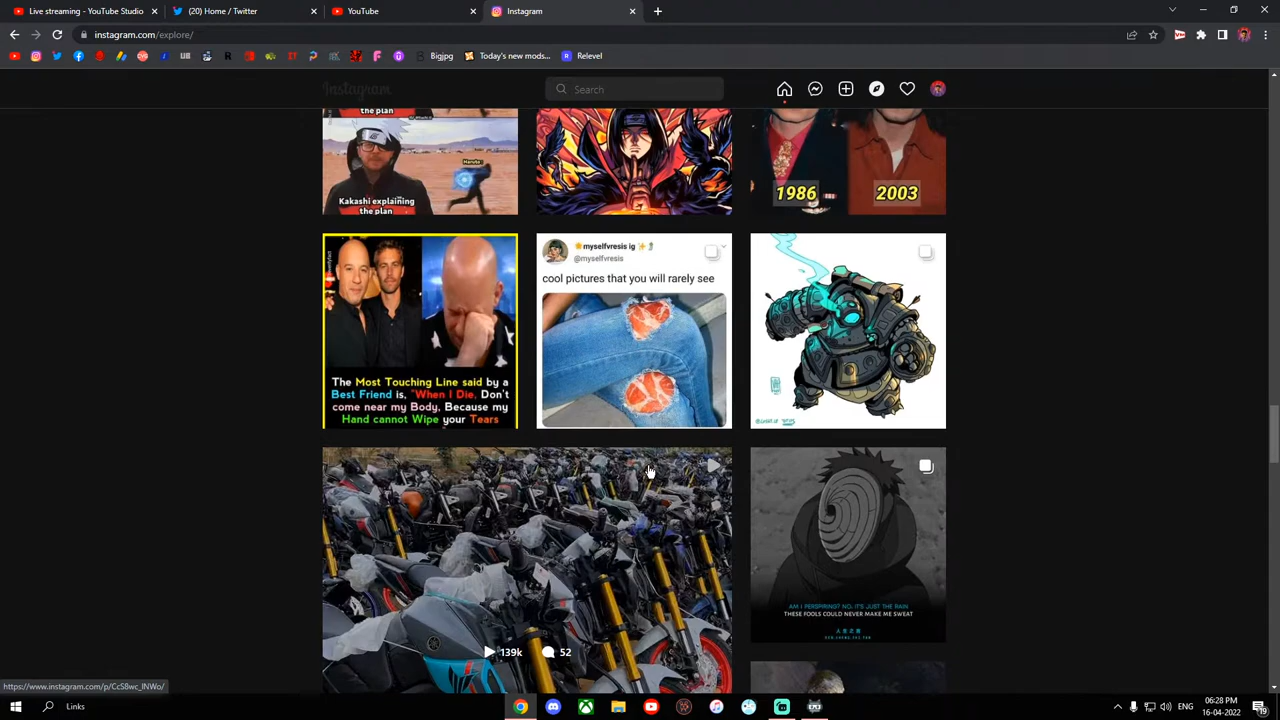 Live streaming - YouTube Studio
(20) Home / Twitter
YouTube
Instagram
instagram.com/explore/
Bigjpg
Today's new mods...
Relevel
Instagram
Search
the plan
Naruto
Kakashi explaining
the plan
1986
2003
The Most Touching Line said by a
Best Friend is, "When I Die, Don't
come near my Body, Because my
Hand cannot Wipe your Tears
myselfvresis ig
@myselfvresis
cool pictures that you will rarely see
139k
52
AM I PERSPIRING? NO, IT'S JUST THE RAIN
THESE FOOLS COULD NEVER MAKE ME SWEAT
https://www.instagram.com/p/CcS8wc_lNWo/
Links
ENG
06:28 PM
16-04-2022